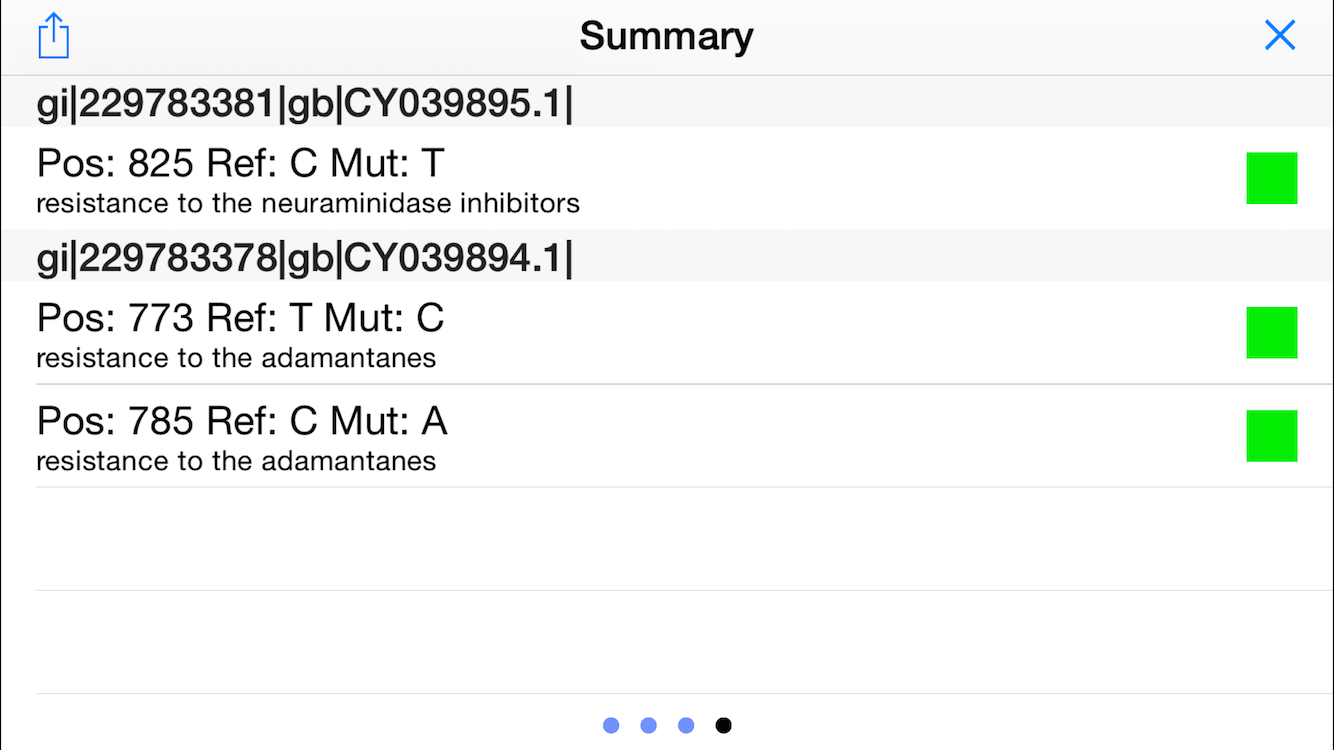 Summary
gi|229783381|gb|CY039895.1|
Pos: 825 Ref: C Mut: T
resistance to the neuraminidase inhibitors
gi|229783378|gb|CY039894.1|
Pos: 773 Ref: T Mut: C
resistance to the adamantanes
Pos: 785 Ref: C Mut: A
resistance to the adamantanes